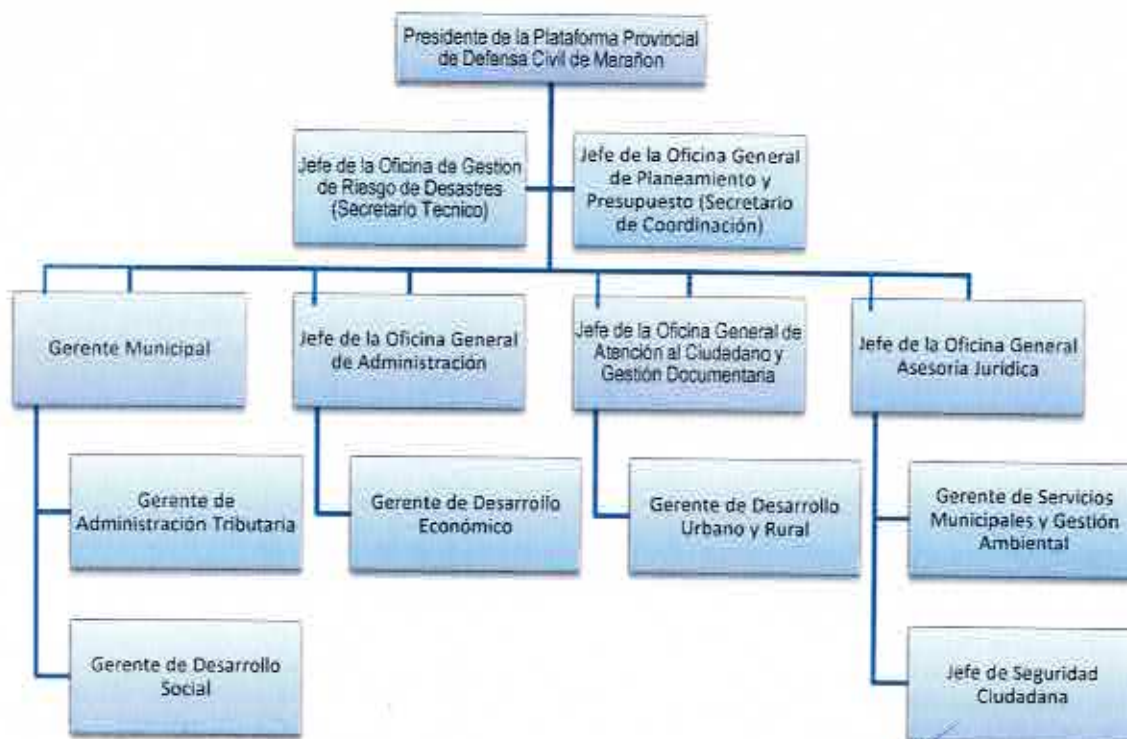 Presidente de la Plataforma Provincial
de Defensa Civil de Marañon
Jefe de la Oficina de Gestion
de Riesgo de Desastres
(Secretario Tecnico)
Jefe de la Oficina General
de Planeamiento y
Presupuesto (Secretario
de Coordinación)
Gerente Municipal
Jefe de la Oficina General
de Administración
Jefe de la Oficina General de
Atención al Ciudadano y
Gestión Documentaria
Jefe de la Oficina General
Asesoria Jurídica
Gerente de
Administración Tributaria
Gerente de Desarrollo
Económico
Gerente de Desarrollo
Urbano y Rural
Gerente de Servicios
Municipales y Gestión
Ambiental
Gerente de Desarrollo
Social
Jefe de Seguridad
Ciudadana